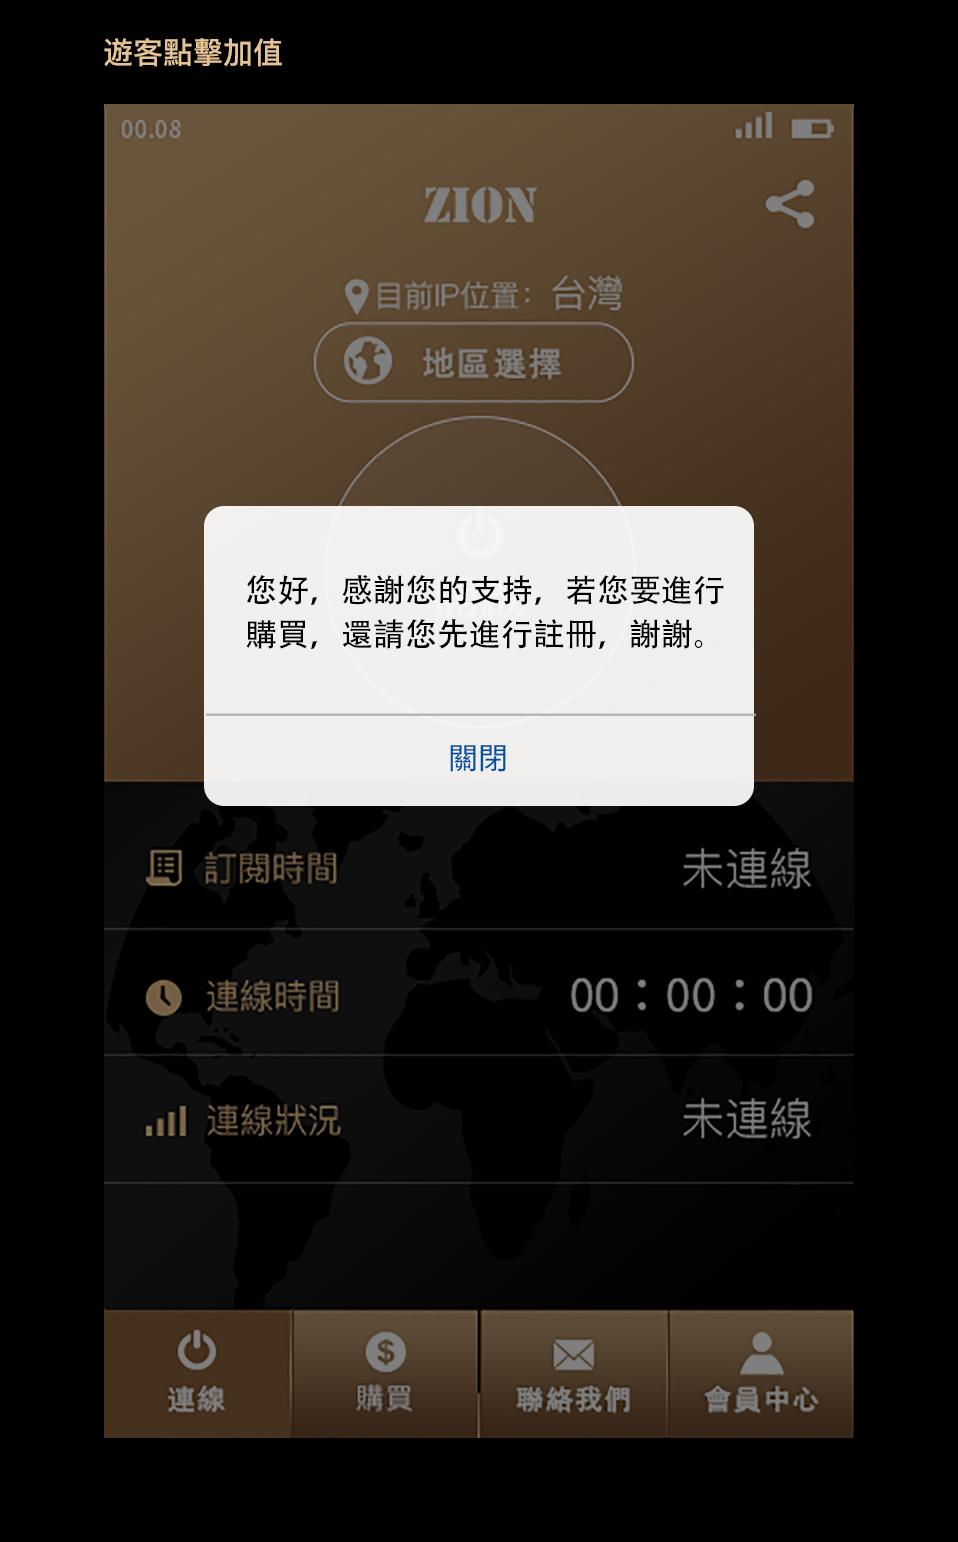 遊客點擊加值
00.08
ZION
目前IP位置：台灣
地區選擇
您好，感謝您的支持，若您要進行
購買，還請您先進行註冊，謝謝。
關閉
訂閱時間 未連線
連線時間 00：00：00
連線狀況 未連線
連線 購買 聯絡我們 會員中心